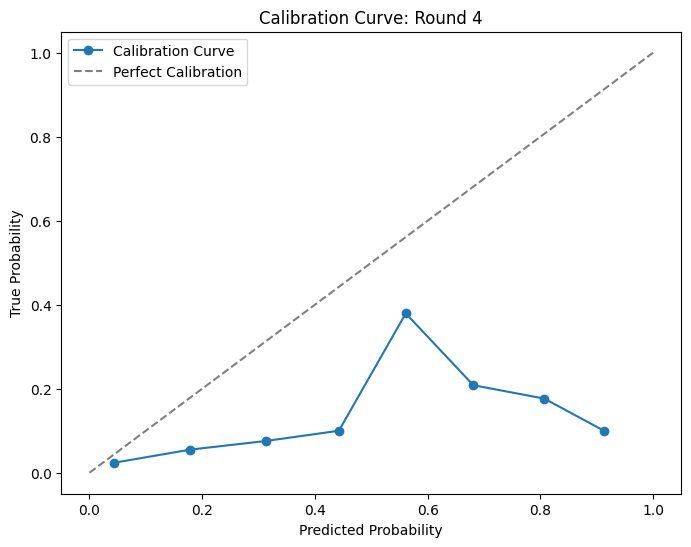 Calibration Curve: Round 4
Calibration Curve
Perfect Calibration
True Probability
1.0
0.8
0.6
0.4
0.2
0.0
0.0 0.2 0.4 0.6 0.8 1.0
Predicted Probability